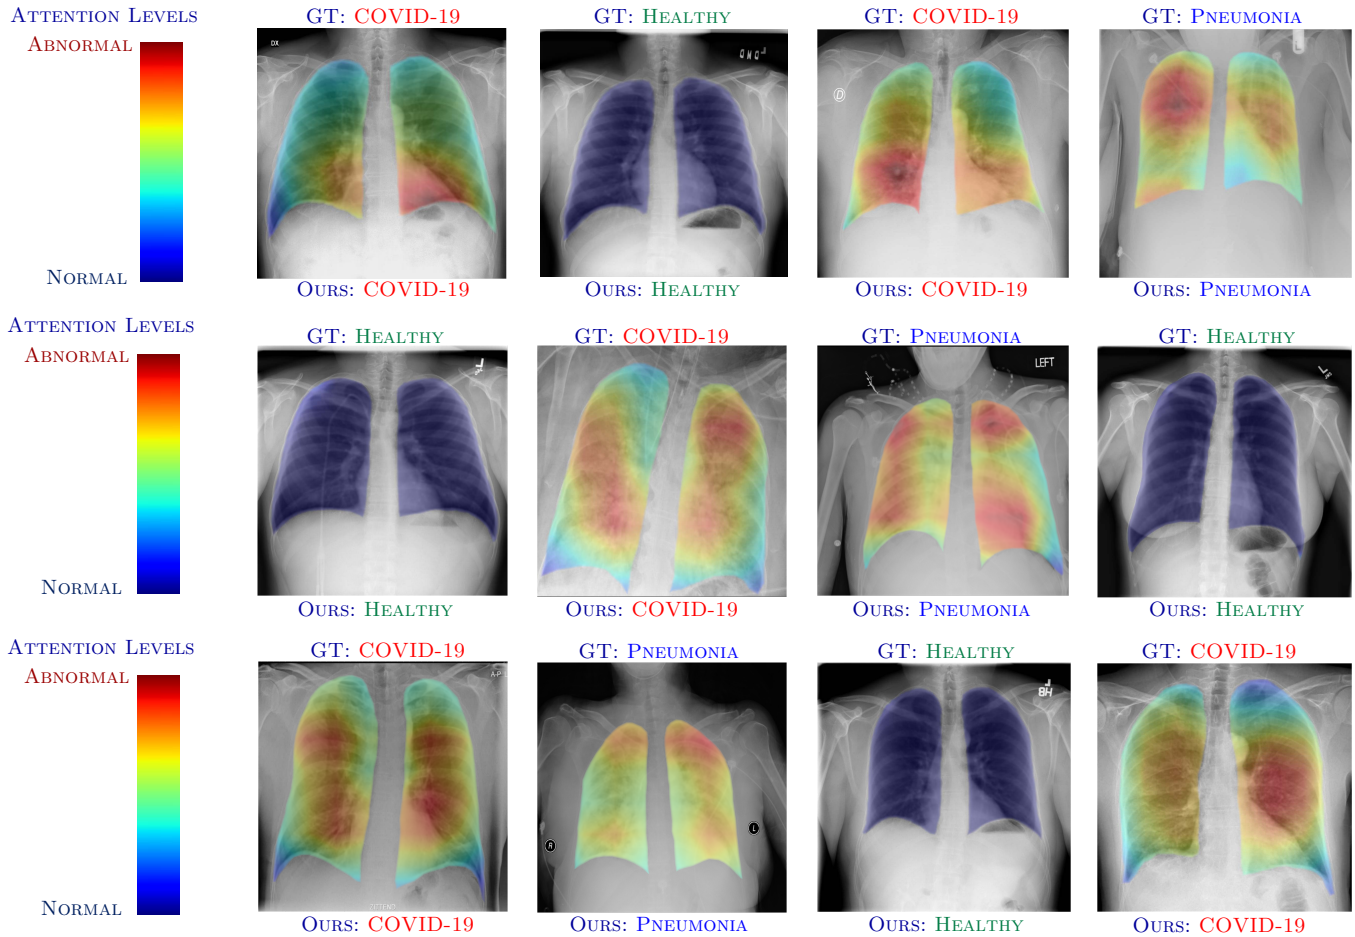 Attention Levels
GT: COVID-19
GT: Healthy
GT: COVID-19
GT: Pneumonia
Abnormal
DX
D
L
Normal
Ours: COVID-19
Ours: Healthy
Ours: COVID-19
Ours: Pneumonia
Attention Levels
GT: Healthy
GT: COVID-19
GT: Pneumonia
GT: Healthy
Abnormal
L
LEFT
L
Normal
Ours: Healthy
Ours: COVID-19
Ours: Pneumonia
Ours: Healthy
Attention Levels
GT: COVID-19
GT: Pneumonia
GT: Healthy
GT: COVID-19
Abnormal
A-P
L
BH
R
L
ZITTEND
Normal
Ours: COVID-19
Ours: Pneumonia
Ours: Healthy
Ours: COVID-19